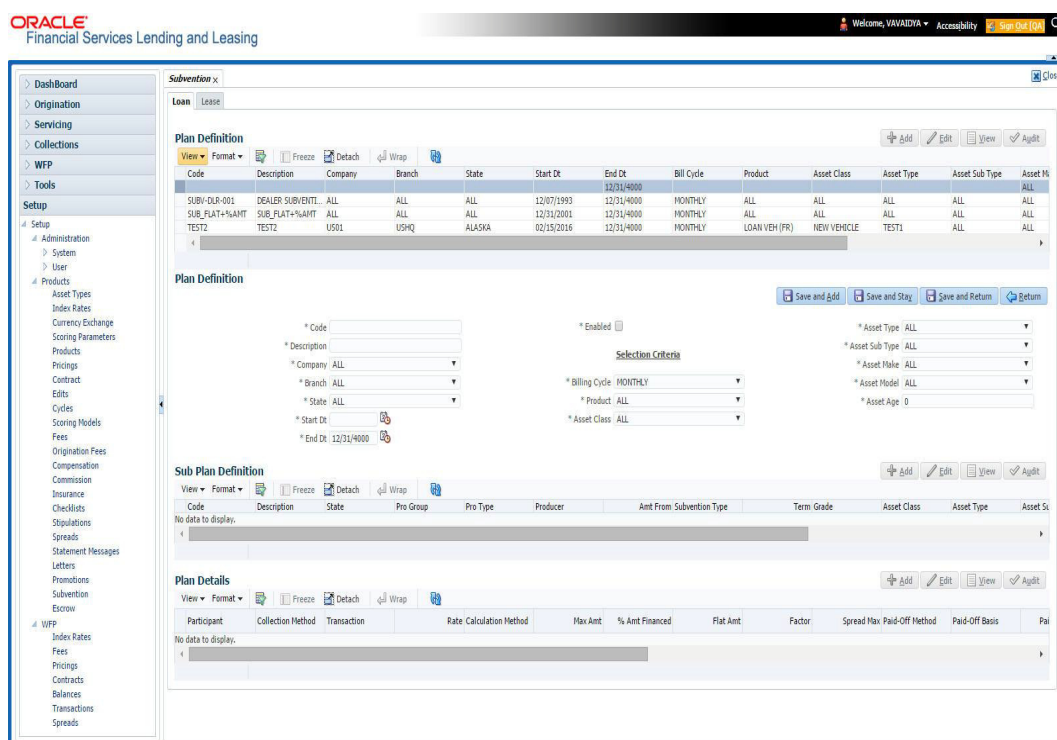 ORACLE'
Financial Services Lending and Leasing
Welcome, VAVAIDYA Accessibility Sign Out (QA)
DashBoard
Origination
Servicing
Collections
WFP
Tools
Setup
Setup
Administration
System
User
Products
Asset Types
Index Rates
Currency Exchange
Scoring Parameters
Products
Pricings
Contract
Edits
Cycles
Scoring Models
Fees
Origination Fees
Compensation
Commission
Insurance
Checklists
Stipulations
Spreads
Statement Messages
Letters
Promotions
Subvention
Escrow
WFP
Index Rates
Fees
Pricings
Contracts
Balances
Transactions
Spreads
Subvention x
Clos
Loan Lease
Plan Definition
Add Edit View Audit
View Format Freeze Detach Wrap
Code Description Company Branch State Start Dt End Dt Bill Cycle Product Asset Class Asset Type Asset Sub Type Asset M
12/31/4000 ALL
SUBV-DLR-001 DEALER SUBVENTI... ALL ALL ALL 12/07/1993 12/31/4000 MONTHLY ALL ALL ALL ALL ALL
SUB_FLAT+%AMT SUB_FLAT+%AMT ALL ALL ALL 12/31/2001 12/31/4000 MONTHLY ALL ALL ALL ALL ALL
TEST2 TEST2 US01 USHQ ALASKA 02/15/2016 12/31/4000 MONTHLY LOAN VEH (FR) NEW VEHICLE TEST1 ALL ALL
Plan Definition
Save and Add Save and Stay Save and Return Return
* Code
* Description
* Company ALL
* Branch ALL
* State ALL
* Start Dt
* End Dt 12/31/4000
* Enabled
Selection Criteria
* Billing Cycle MONTHLY
* Product ALL
* Asset Class ALL
* Asset Type ALL
* Asset Sub Type ALL
* Asset Make ALL
* Asset Model ALL
* Asset Age 0
Sub Plan Definition
Add Edit View Audit
View Format Freeze Detach Wrap
Code Description State Pro Group Pro Type Producer Amt From Subvention Type Term Grade Asset Class Asset Type Asset Su
No data to display.
Plan Details
Add Edit View Audit
View Format Freeze Detach Wrap
Participant Collection Method Transaction Rate Calculation Method Max Amt % Amt Financed Flat Amt Factor Spread Max Paid-Off Method Paid-Off Basis Pai
No data to display.